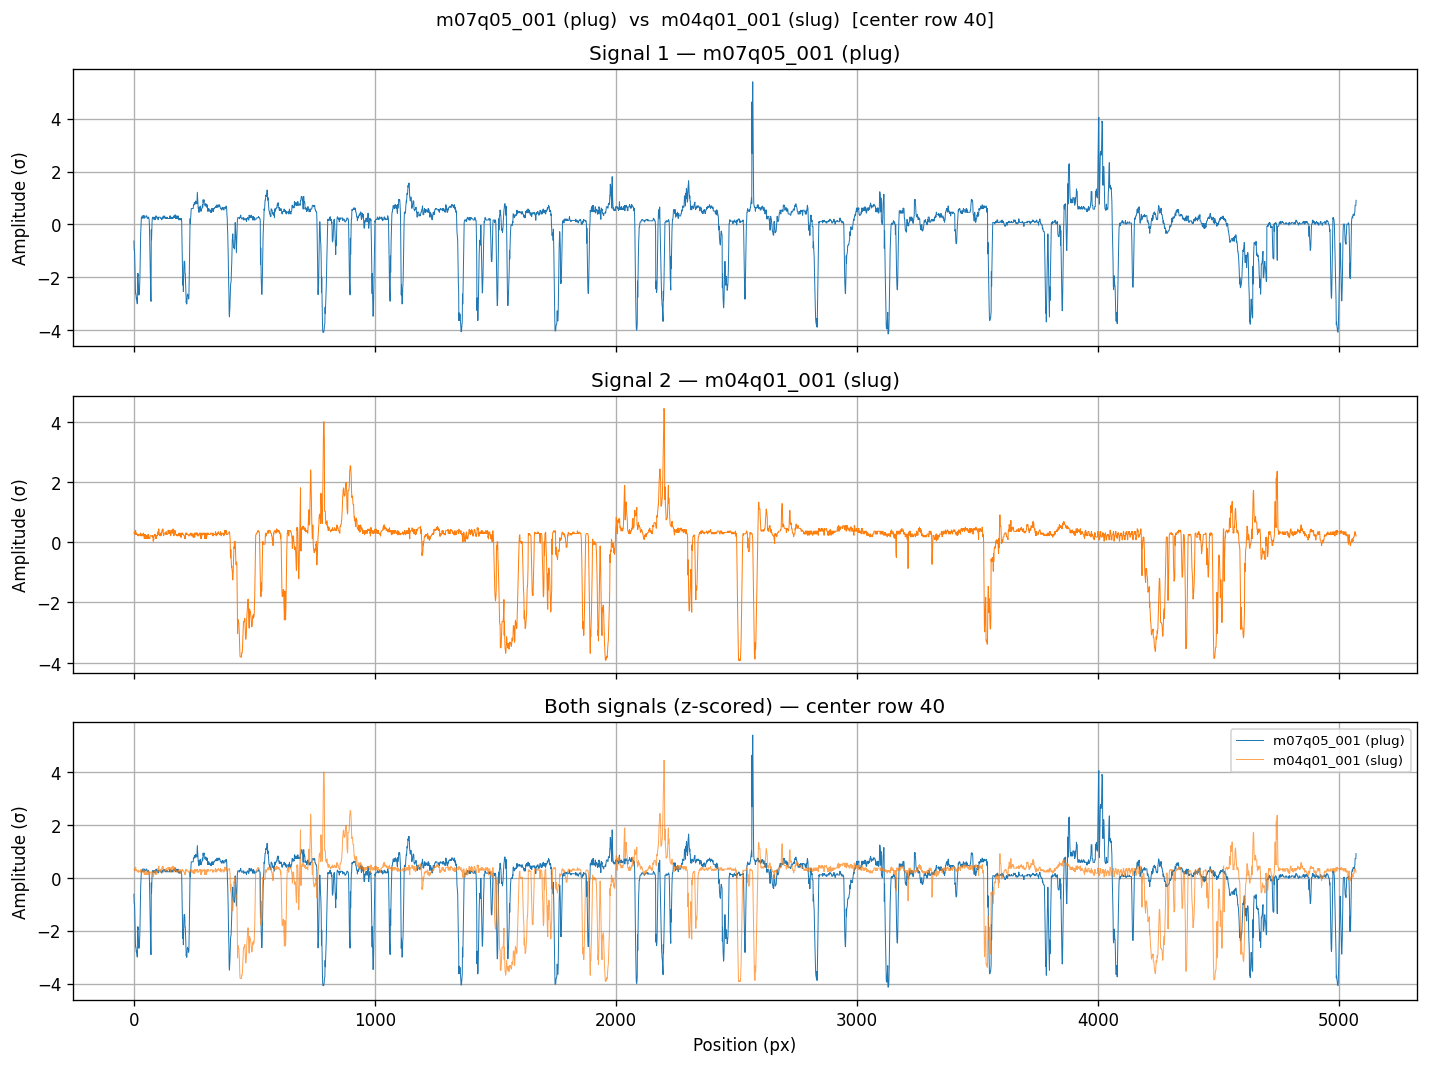 m07q05_001 (plug)  vs  m04q01_001 (slug)  [center row 40]
Signal 1 — m07q05_001 (plug)
Amplitude (σ)
4
2
0
−2
−4
Signal 2 — m04q01_001 (slug)
Amplitude (σ)
4
2
0
−2
−4
Both signals (z-scored) — center row 40
Amplitude (σ)
4
2
0
−2
−4
m07q05_001 (plug)
m04q01_001 (slug)
0 1000 2000 3000 4000 5000
Position (px)